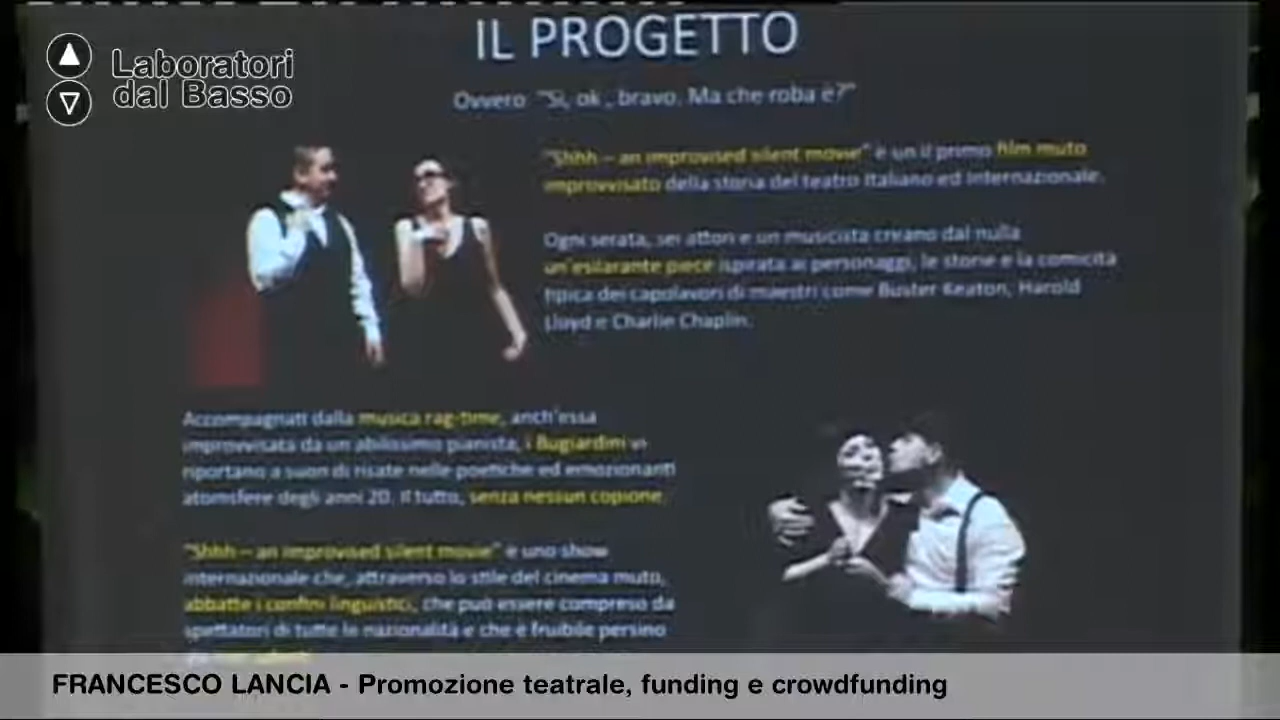 Laboratori
dal Basso
IL PROGETTO
Ovvero "Si, ok , bravo. Ma che roba è?"
"Shhh – an improvised silent movie" è un il primo film muto
improvvisato della storia del teatro Italiano ed Internazionale.
Ogni serata, sei attori e un musicista creano dal nulla
un'esilarante piece ispirata ai personaggi, le storie e la comicità
tipica dei capolavori di maestri come Buster Keaton, Harold
Lloyd e Charlie Chaplin.
Accompagnati dalla musica rag-time, anch'essa
improvvisata da un abilissimo pianista, i Bugiardini vi
riportano a suon di risate nelle poetiche ed emozionanti
atomsfere degli anni 20. Il tutto, senza nessun copione.
"Shhh – an improvised silent movie" è uno show
internazionale che, attraverso lo stile del cinema muto,
abbatte i confini linguistici, che può essere compreso da
spettatori di tutte le nazionalità e che è fruibile persino
FRANCESCO LANCIA - Promozione teatrale, funding e crowdfunding